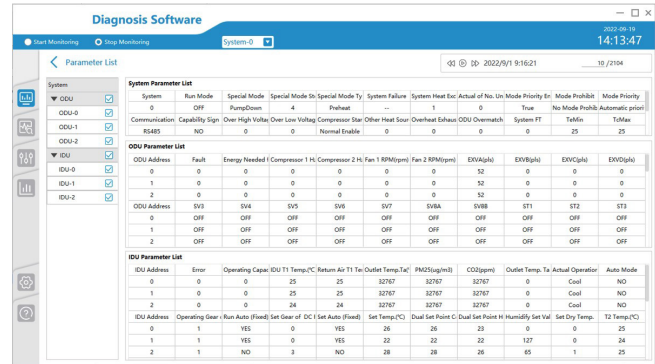 Diagnosis Software
2022-09-19
14:13:47
Start Monitoring Stop Monitoring System-0
Parameter List 2022/9/1 9:16:21 10 /2104
System
ODU
ODU-0
ODU-1
ODU-2
IDU
IDU-0
IDU-1
IDU-2
System Parameter List
System Run Mode Special Mode Special Mode St Special Mode Ty System Failure System Heat Exc Actual of No. Un Mode Priority En Mode Prohibit Mode Priority
0 OFF PumpDown 4 Preheat -- 1 0 True No Mode Prohib Automatic priori
Communication Capability Sign Over High Voltag Over Low Voltag Compressor Star Other Heat Sour Overheat Exhaus ODU Overmatch System FT TeMin TcMax
RS485 NO 0 0 Normal Enable 0 0 0 0 25 25
ODU Parameter List
ODU Address Fault Energy Needed Compressor 1 H Compressor 2 H Fan 1 RPM(rpm) Fan 2 RPM(rpm) EXVA(pls) EXVB(pls) EXVC(pls) EXVD(pls)
0 0 0 0 0 0 0 52 0 0 0
1 0 0 0 0 0 0 52 0 0 0
2 0 0 0 0 0 0 52 0 0 0
ODU Address SV3 SV4 SV5 SV6 SV7 SV8A SV8B ST1 ST2 ST3
0 OFF OFF OFF OFF OFF OFF OFF OFF OFF OFF
1 OFF OFF OFF OFF OFF OFF OFF OFF OFF OFF
2 OFF OFF OFF OFF OFF OFF OFF OFF OFF OFF
IDU Parameter List
IDU Address Error Operating Capac IDU T1 Temp.(°C Return Air T1 Te Outlet Temp.Ta(° PM25(ug/m3) CO2(ppm) Outlet Temp. Ta Actual Operation Auto Mode
0 0 0 25 25 32767 32767 32767 0 Cool NO
1 0 0 25 25 32767 32767 32767 0 Cool NO
2 0 0 24 24 32767 32767 32767 0 Cool NO
IDU Address Operating Gear Run Auto (Fixed) Set Gear of DC Set Auto (Fixed) Set Temp.(°C) Dual Set Point C Dual Set Point H Humidify Set Val Set Dry Temp. T2 Temp.(°C)
0 1 YES 0 YES 26 26 23 0 0 25
1 1 YES 0 YES 22 22 22 127 0 24
2 1 NO 3 NO 28 28 26 65 1 25